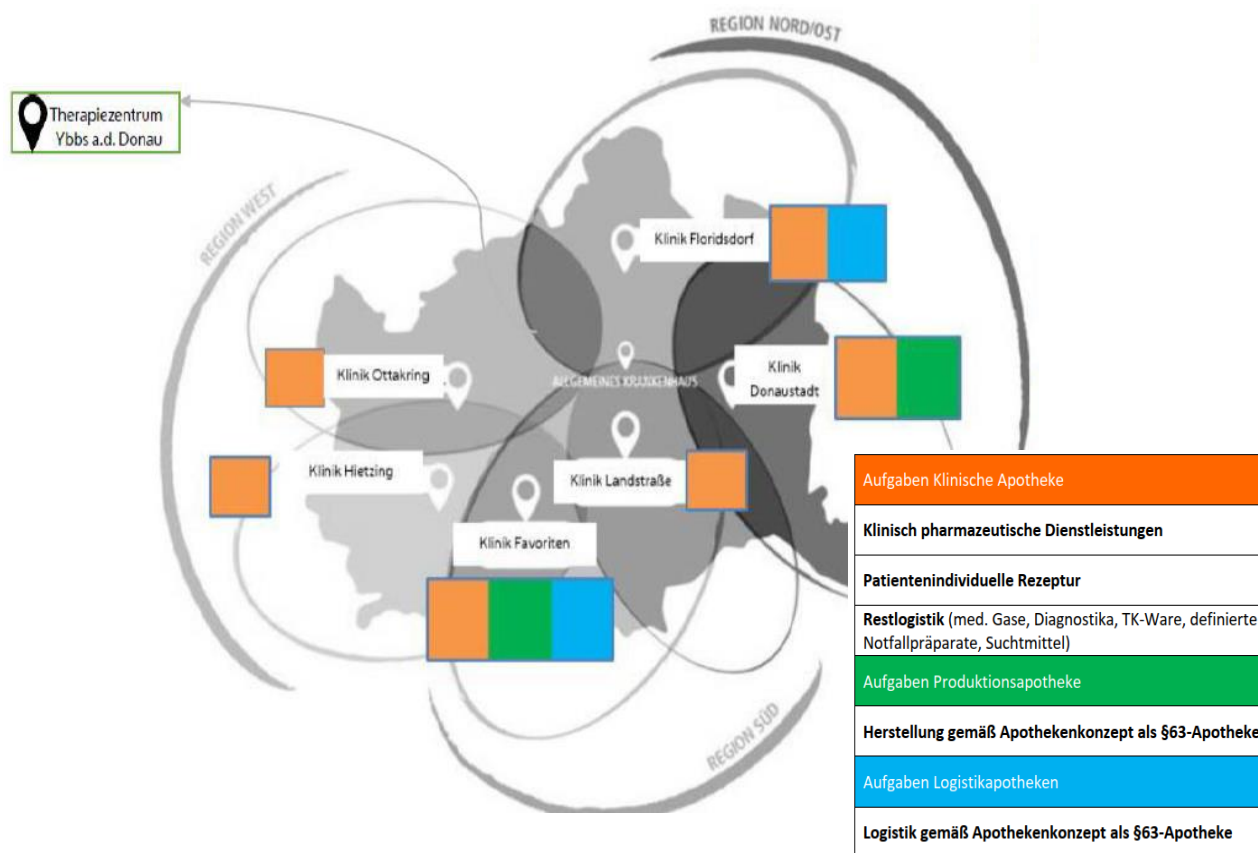 REGION NORD/OST
Therapiezentrum
Ybbs a.d. Donau
REGION WEST
Klinik Floridsdorf
Klinik Ottakring
ALLGEMEINES KRANKENHAUS
Klinik
Donaustadt
Klinik Hietzing
Klinik Landstraße
Klinik Favoriten
REGION SÜD
Aufgaben Klinische Apotheke
Klinisch pharmazeutische Dienstleistungen
Patientenindividuelle Rezeptur
Restlogistik (med. Gase, Diagnostika, TK-Ware, definierte
Notfallpräparate, Suchtmittel)
Aufgaben Produktionsapotheke
Herstellung gemäß Apothekenkonzept als §63-Apotheke
Aufgaben Logistikapotheken
Logistik gemäß Apothekenkonzept als §63-Apotheke